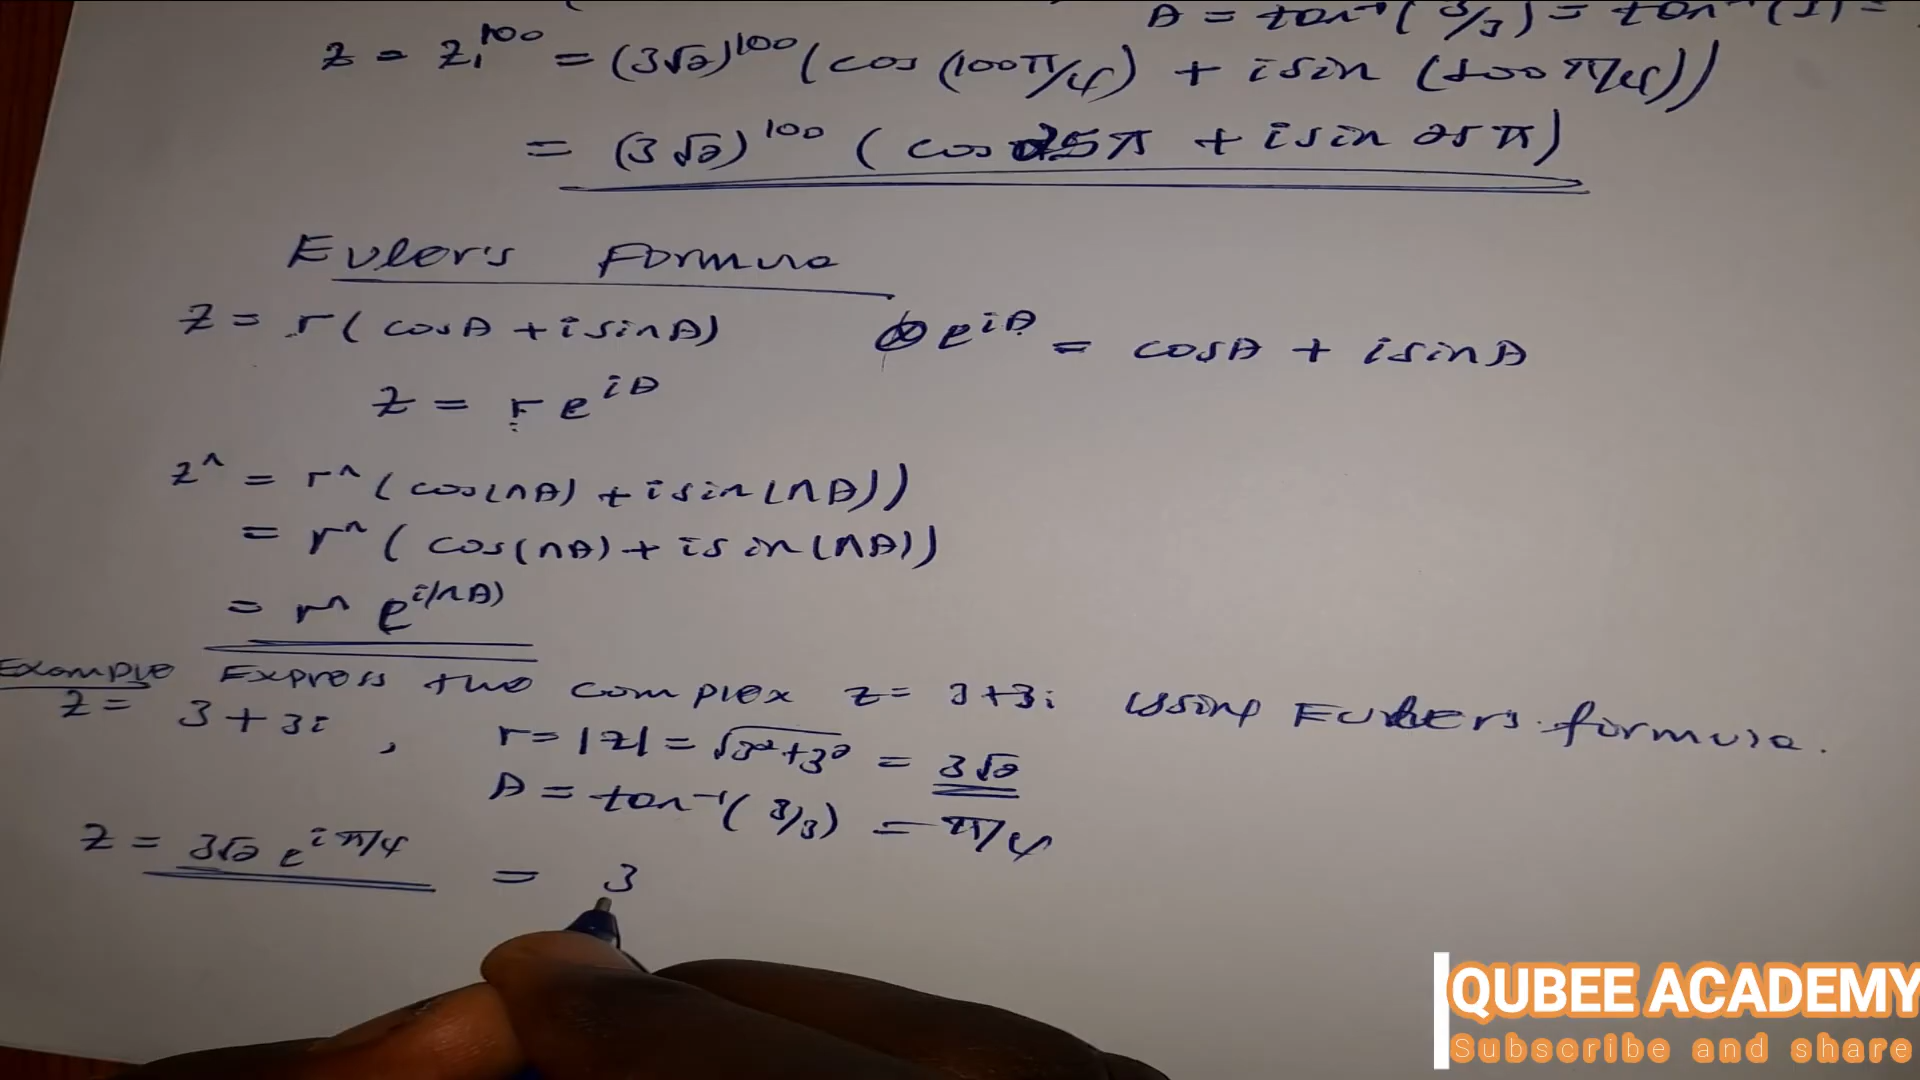 θ = tan⁻¹(3/3) = tan⁻¹(1) =
z = z₁¹⁰⁰ = (3√2)¹⁰⁰ (cos (100π/4) + i sin (100π/4))
= (3√2)¹⁰⁰ (cos 25π + i sin 25π)
Euler's Formula
z = r (cosθ + i sinθ) e^{iθ} = cosθ + i sinθ
z = r e^{iθ}
zⁿ = rⁿ (cos(nθ) + i sin(nθ))
= rⁿ (cos(nθ) + i sin(nθ))
= rⁿ e^{i(nθ)}
Example Express the complex z = 3+3i using Euler's formula.
z = 3+3i , r = |z| = √3²+3² = 3√2
θ = tan⁻¹(3/3) = π/4
z = 3√2 e^{iπ/4} = 3
QUBEE ACADEMY
Subscribe and share